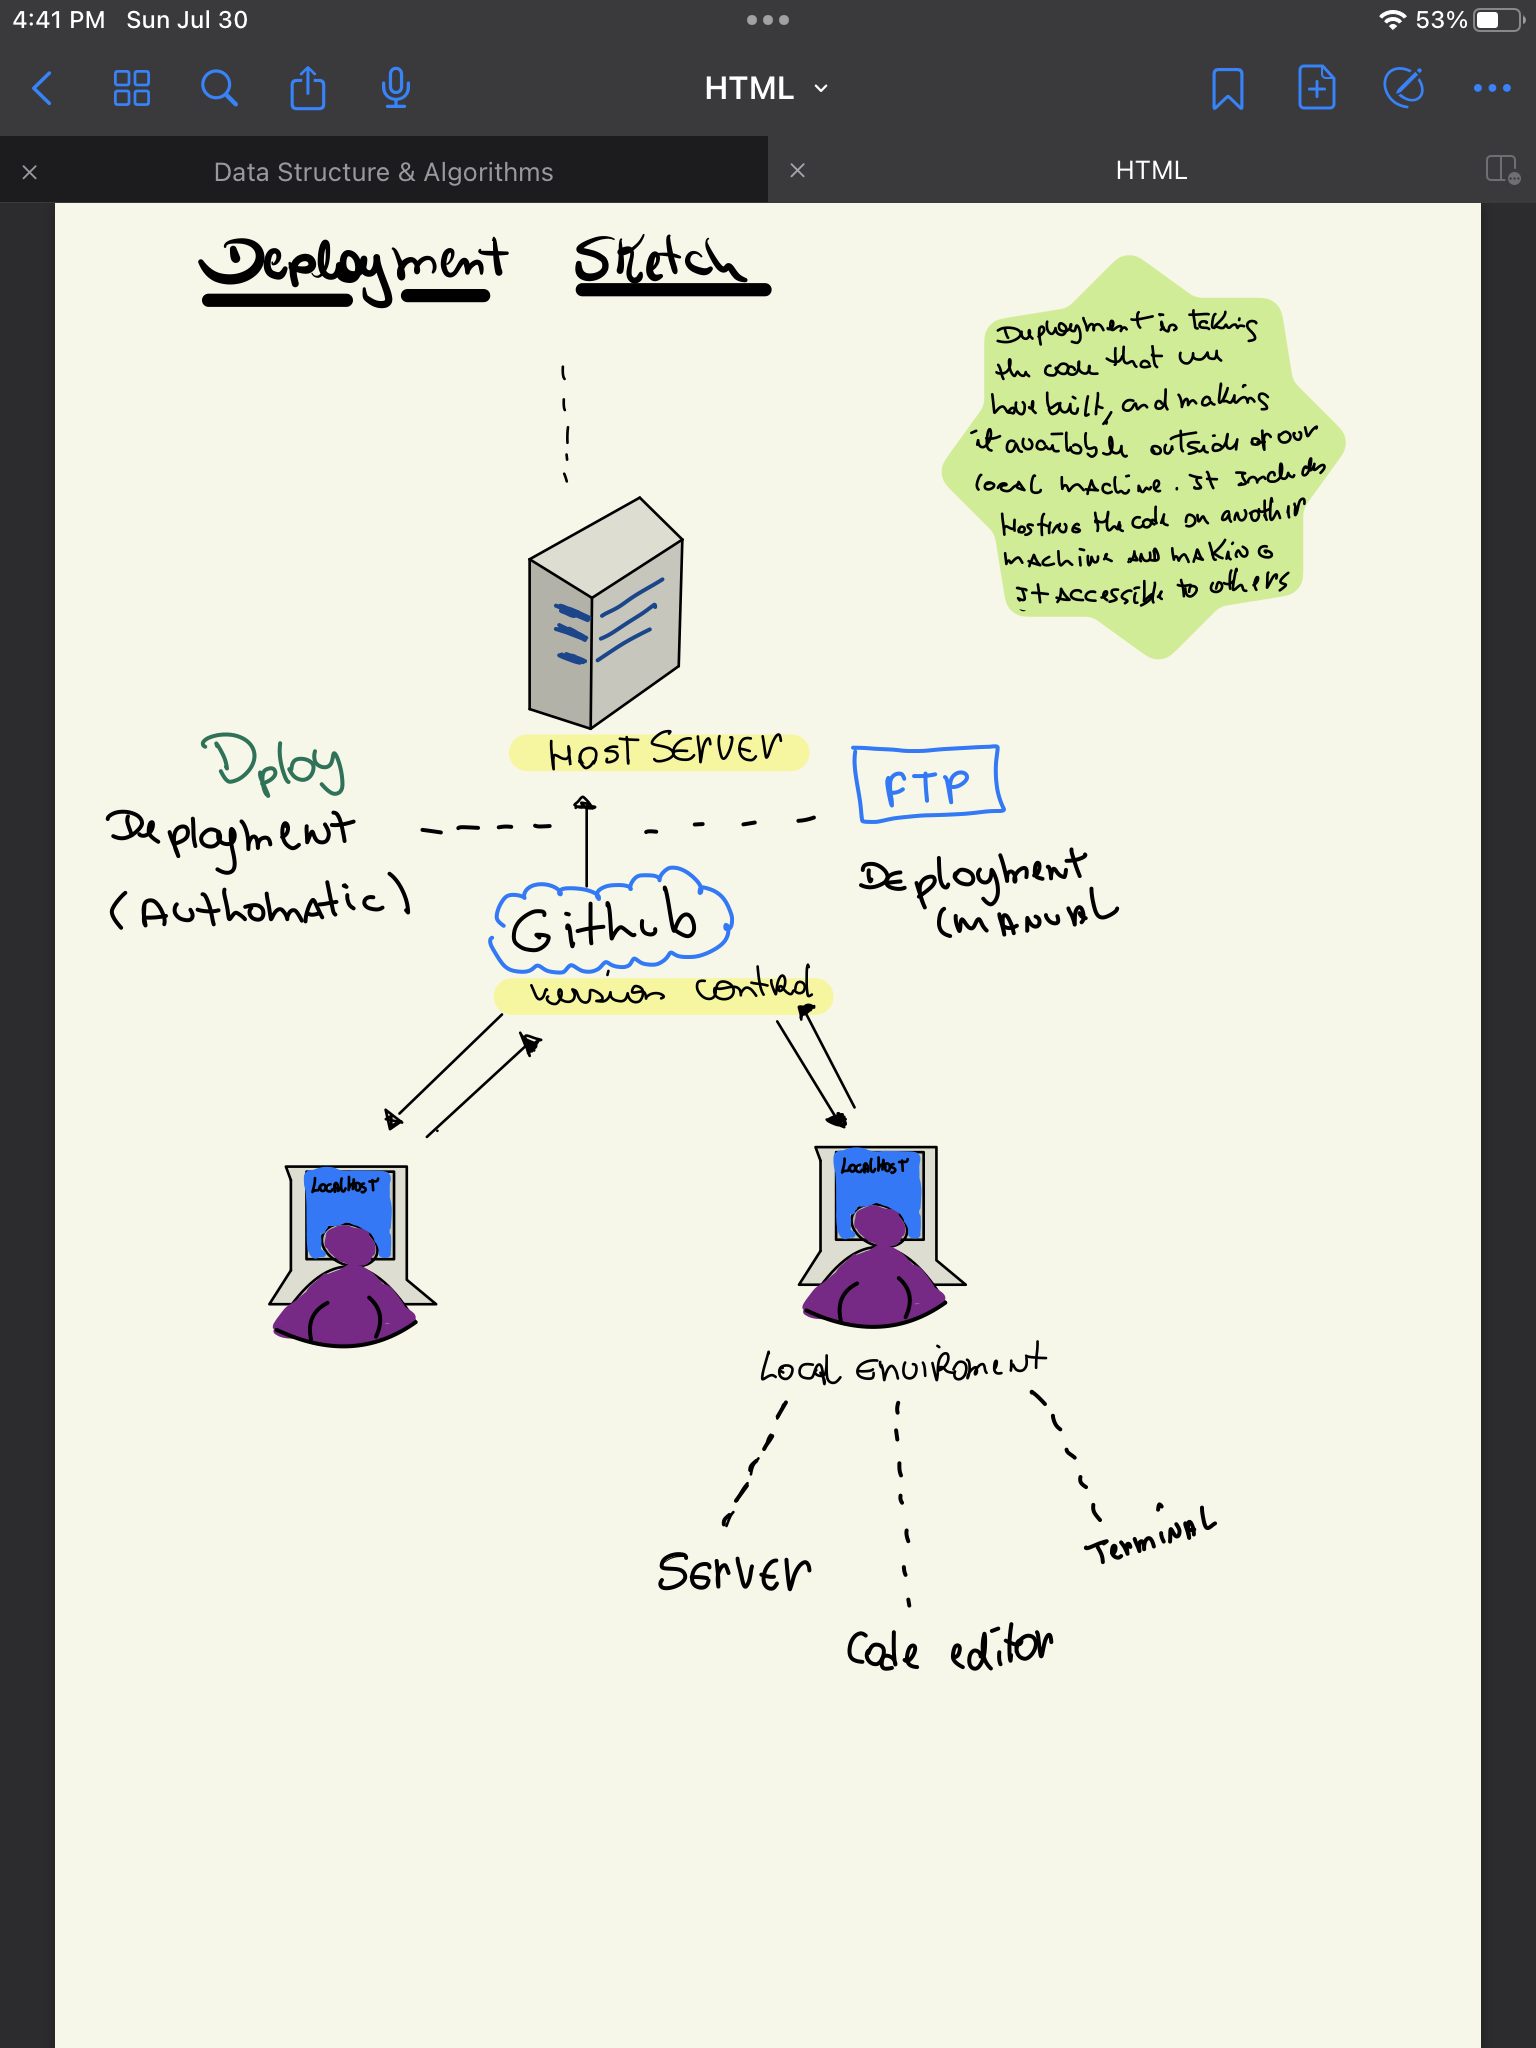 4:41 PM Sun Jul 30
53%
HTML
Data Structure & Algorithms
HTML
Deployment Sketch
Deployment is taking
the code that we
have built, and making
it available outside of our
local machine. It Includes
Hosting the code on another
machine and making
It accessible to others
HOST SERVER
Dploy
Deployment
(Authomatic)
FTP
Deployment
(MANUAL
Github
version control
LocalHost
LocalHost
Local Enviroment
Server
Terminal
Code editor